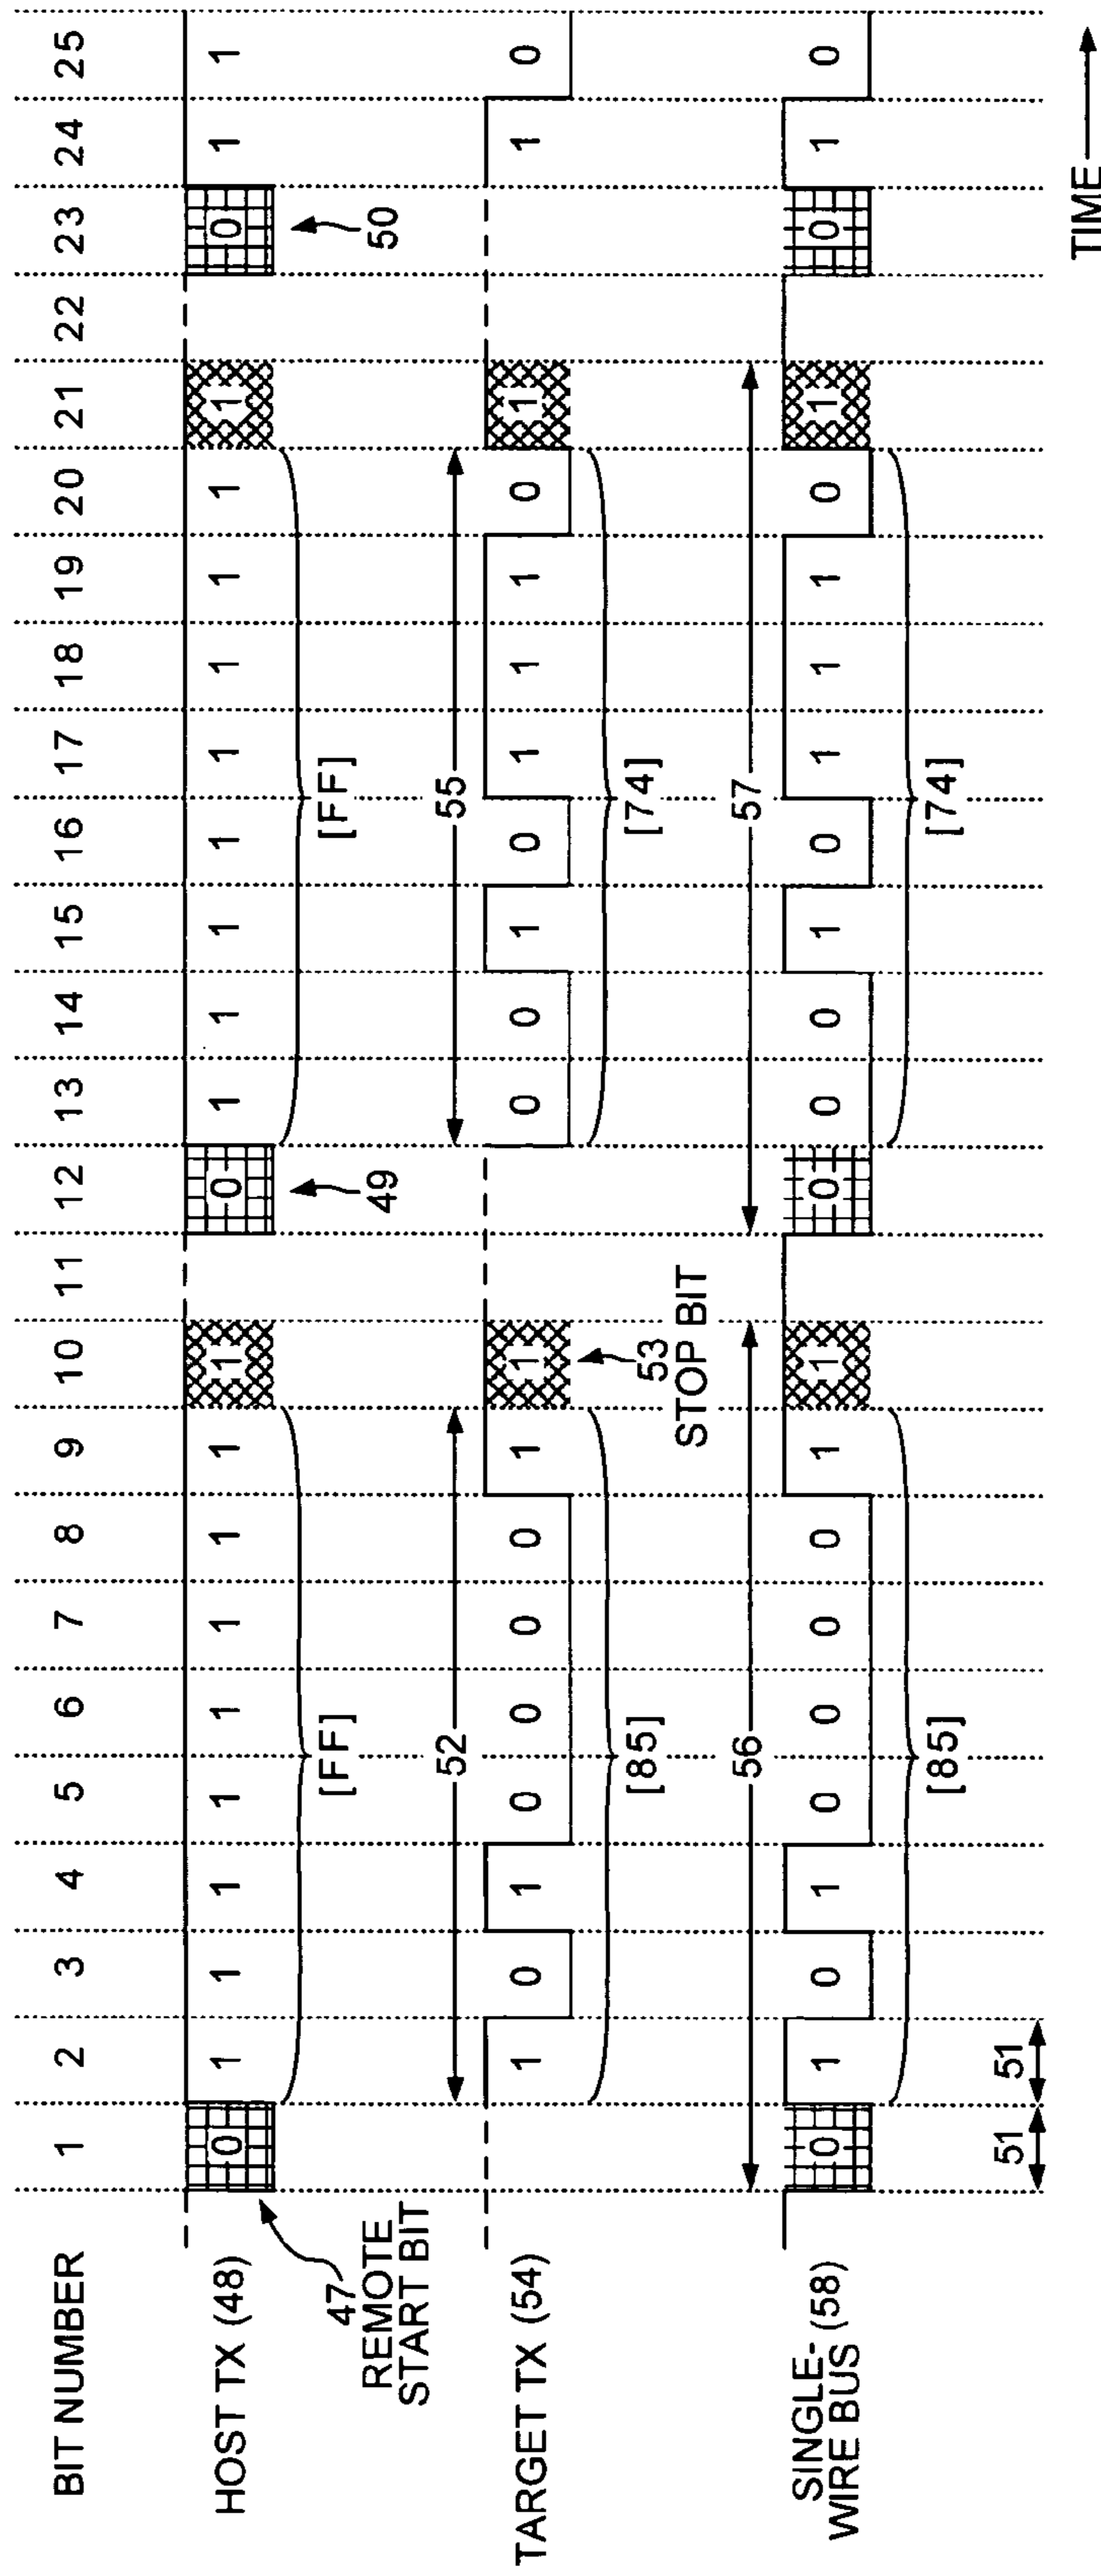 BIT NUMBER 1 2 3 4 5 6 7 8 9 10 11 12 13 14 15 16 17 18 19 20 21 22 23 24 25
HOST TX (48) 0 1 1 1 1 1 1 1 1 1 0 1 1 1 1 1 1 1 1 1 0 1 1
47
REMOTE
START BIT
[FF]
49
[FF]
50
52
55
TARGET TX (54) 1 0 1 0 0 0 0 1 1 0 0 1 0 1 1 1 0 1 1 0
[85]
53
STOP BIT
[74]
56
57
SINGLE-
WIRE BUS (58) 0 1 0 1 0 0 0 0 1 1 0 0 0 1 0 1 1 1 0 1 0 1 0
[85]
[74]
51 51
TIME